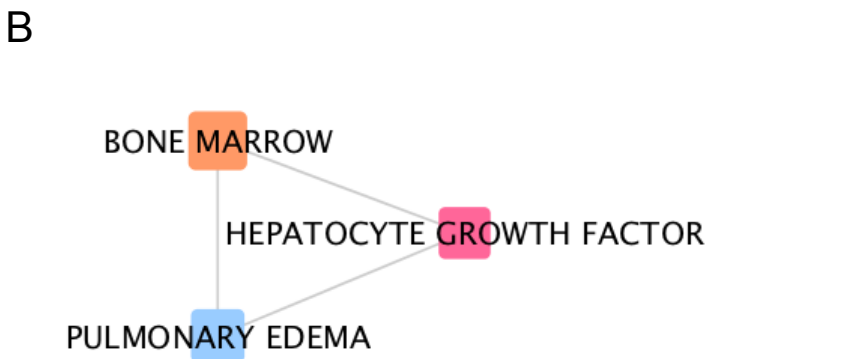 B
BONE MARROW
HEPATOCYTE GROWTH FACTOR
PULMONARY EDEMA